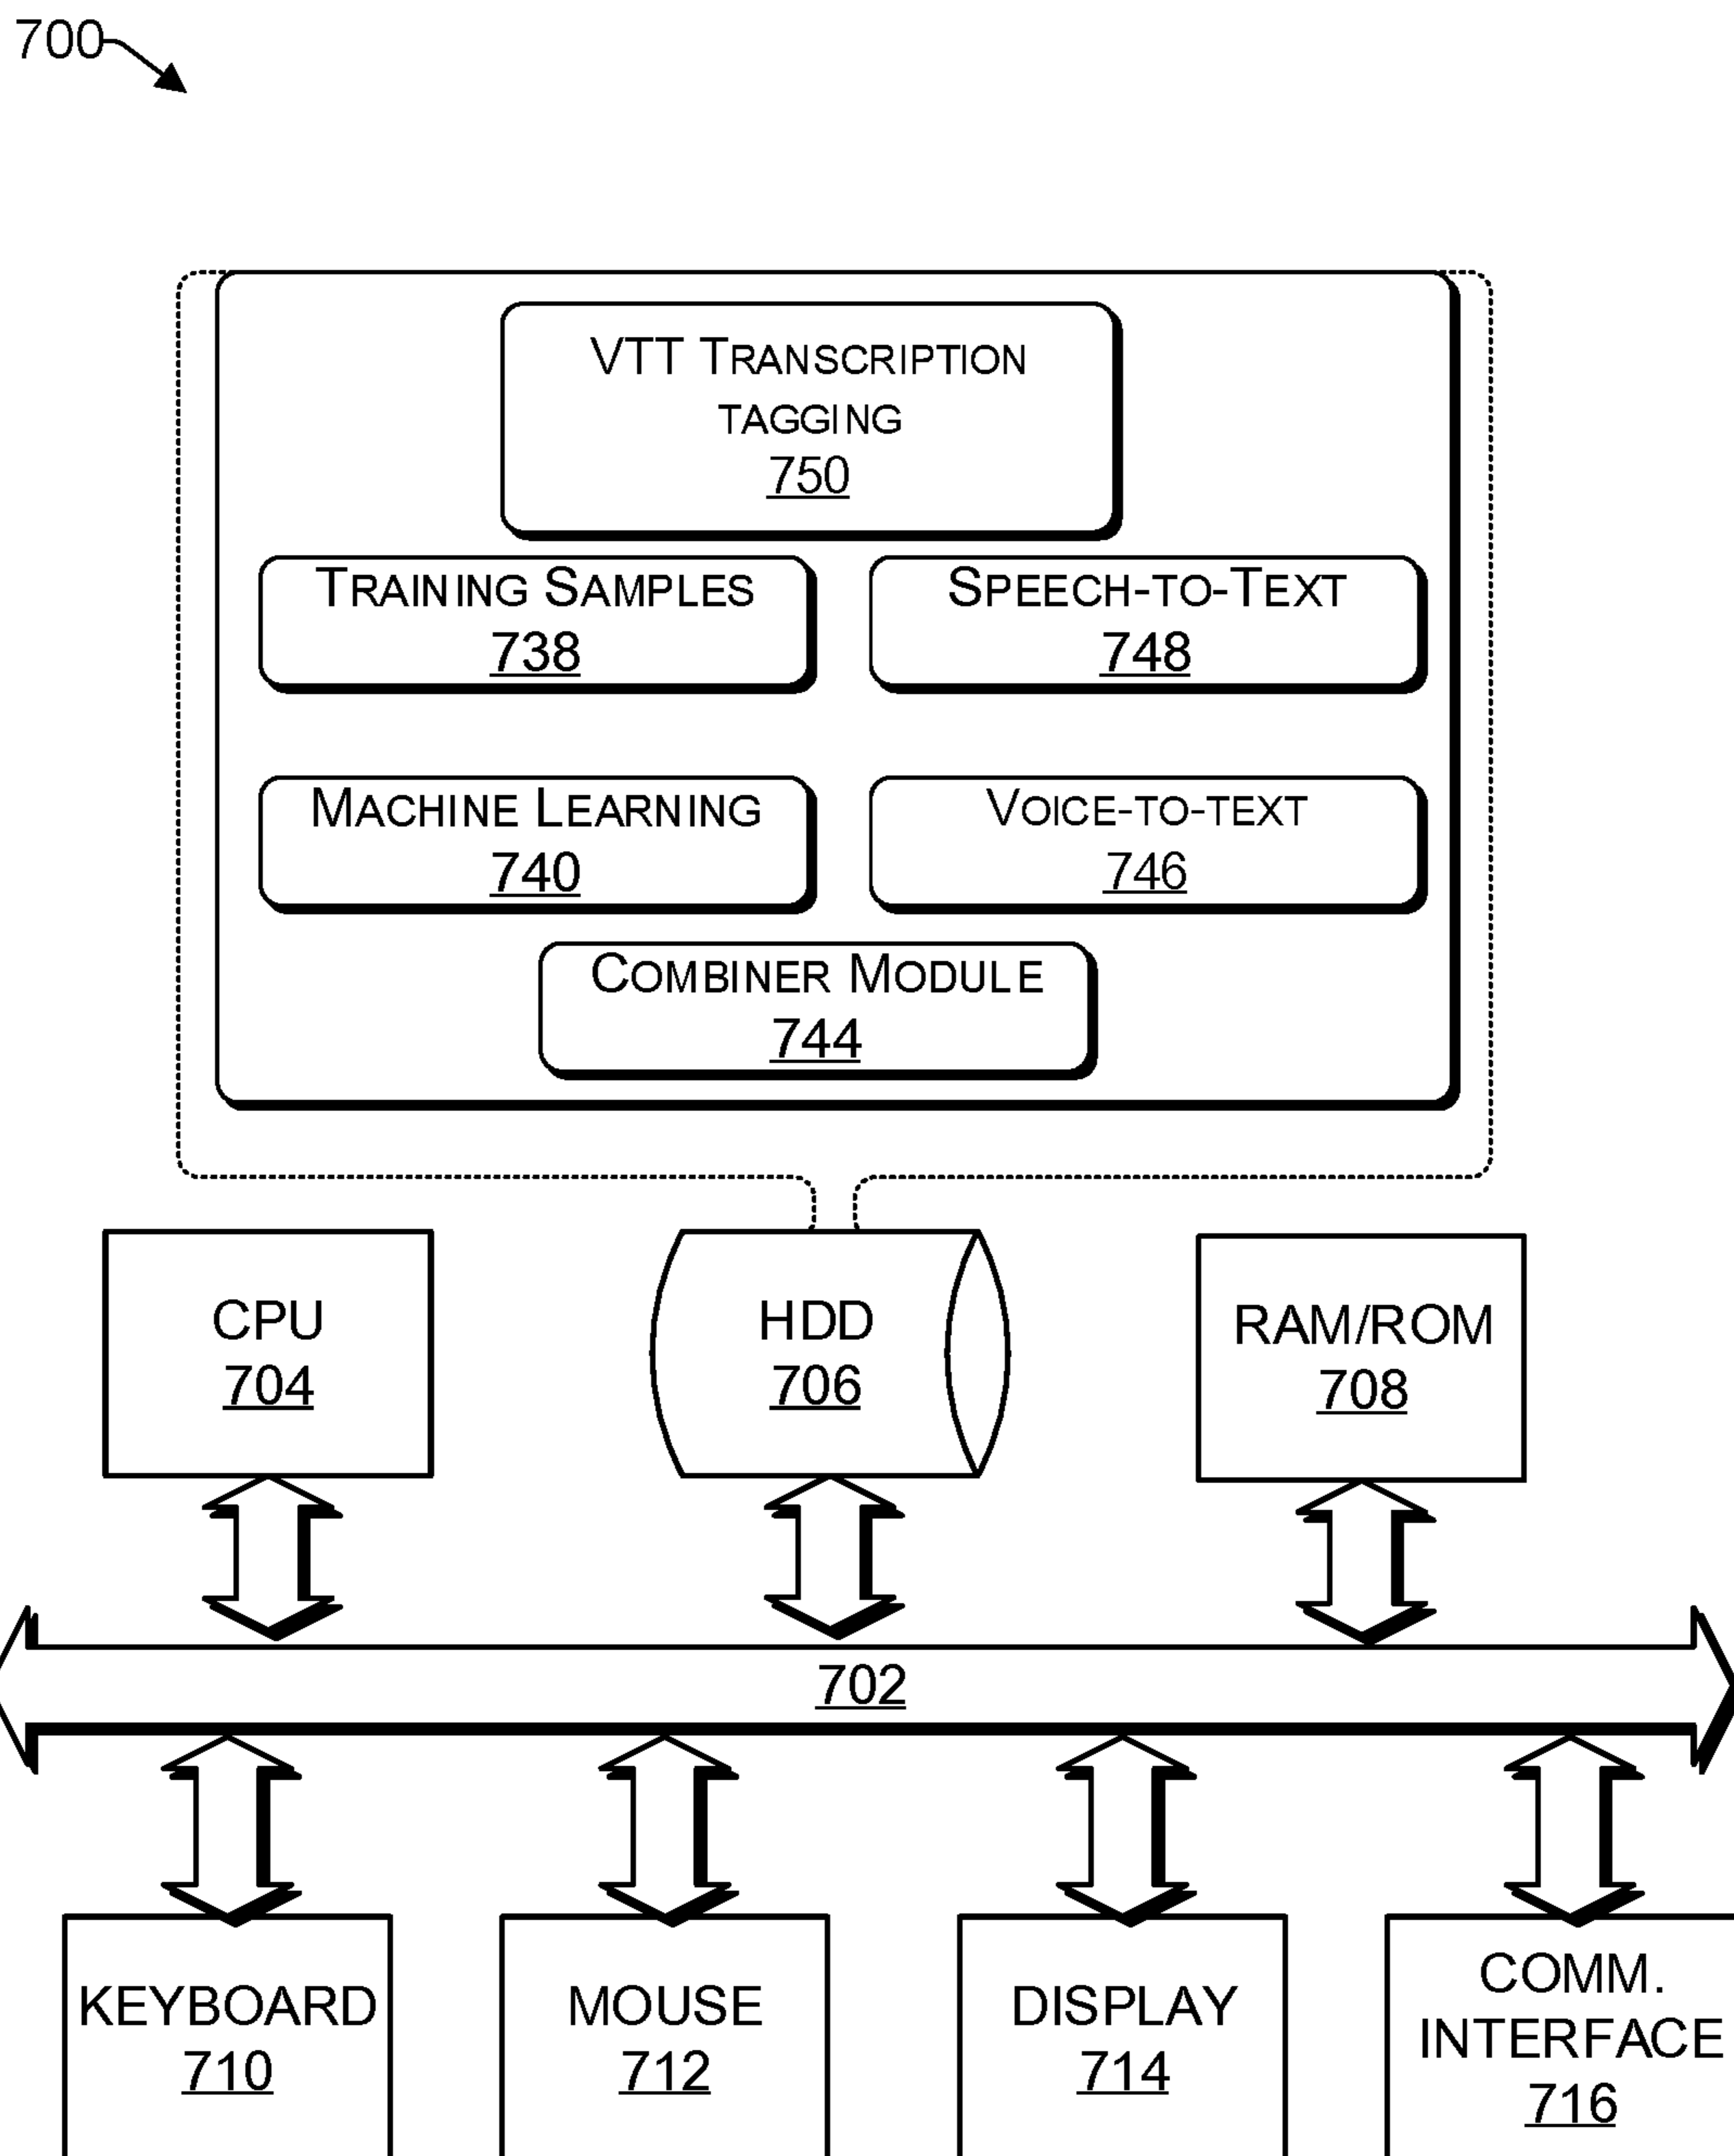 700
VTT TRANSCRIPTION
TAGGING
750
TRAINING SAMPLES
738
SPEECH-TO-TEXT
748
MACHINE LEARNING
740
VOICE-TO-TEXT
746
COMBINER MODULE
744
CPU
704
HDD
706
RAM/ROM
708
702
KEYBOARD
710
MOUSE
712
DISPLAY
714
COMM.
INTERFACE
716